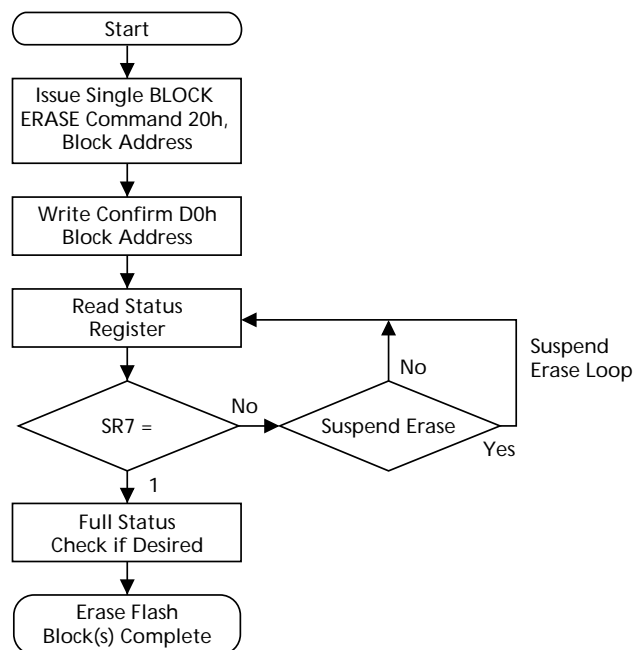 Start
Issue Single BLOCK
ERASE Command 20h,
Block Address
Write Confirm D0h
Block Address
Read Status
Register
Suspend
Erase Loop
No
No
SR7 =
Suspend Erase
Yes
1
Full Status
Check if Desired
Erase Flash
Block(s) Complete